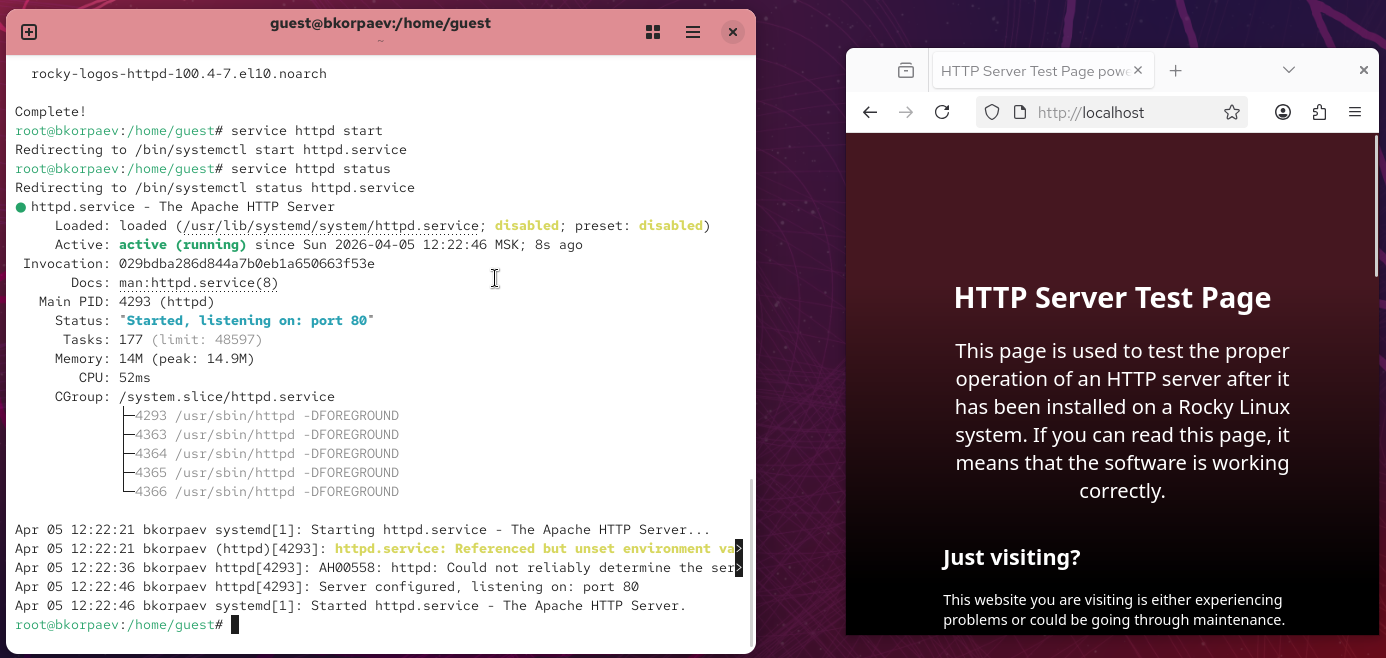 guest@bkorpaev:/home/guest
~
rocky-logos-httpd-100.4-7.el10.noarch
Complete!
root@bkorpaev:/home/guest# service httpd start
Redirecting to /bin/systemctl start httpd.service
root@bkorpaev:/home/guest# service httpd status
Redirecting to /bin/systemctl status httpd.service
● httpd.service - The Apache HTTP Server
Loaded: loaded (/usr/lib/systemd/system/httpd.service; disabled; preset: disabled)
Active: active (running) since Sun 2026-04-05 12:22:46 MSK; 8s ago
Invocation: 029bdba286d844a7b0eb1a650663f53e
Docs: man:httpd.service(8)
Main PID: 4293 (httpd)
Status: "Started, listening on: port 80"
Tasks: 177 (limit: 48597)
Memory: 14M (peak: 14.9M)
CPU: 52ms
CGroup: /system.slice/httpd.service
├─4293 /usr/sbin/httpd -DFOREGROUND
├─4363 /usr/sbin/httpd -DFOREGROUND
├─4364 /usr/sbin/httpd -DFOREGROUND
├─4365 /usr/sbin/httpd -DFOREGROUND
└─4366 /usr/sbin/httpd -DFOREGROUND
Apr 05 12:22:21 bkorpaev systemd[1]: Starting httpd.service - The Apache HTTP Server...
Apr 05 12:22:21 bkorpaev (httpd)[4293]: httpd.service: Referenced but unset environment va>
Apr 05 12:22:36 bkorpaev httpd[4293]: AH00558: httpd: Could not reliably determine the ser>
Apr 05 12:22:46 bkorpaev httpd[4293]: Server configured, listening on: port 80
Apr 05 12:22:46 bkorpaev systemd[1]: Started httpd.service - The Apache HTTP Server.
root@bkorpaev:/home/guest#
HTTP Server Test Page powe
http://localhost
HTTP Server Test Page
This page is used to test the proper
operation of an HTTP server after it
has been installed on a Rocky Linux
system. If you can read this page, it
means that the software is working
correctly.
Just visiting?
This website you are visiting is either experiencing
problems or could be going through maintenance.